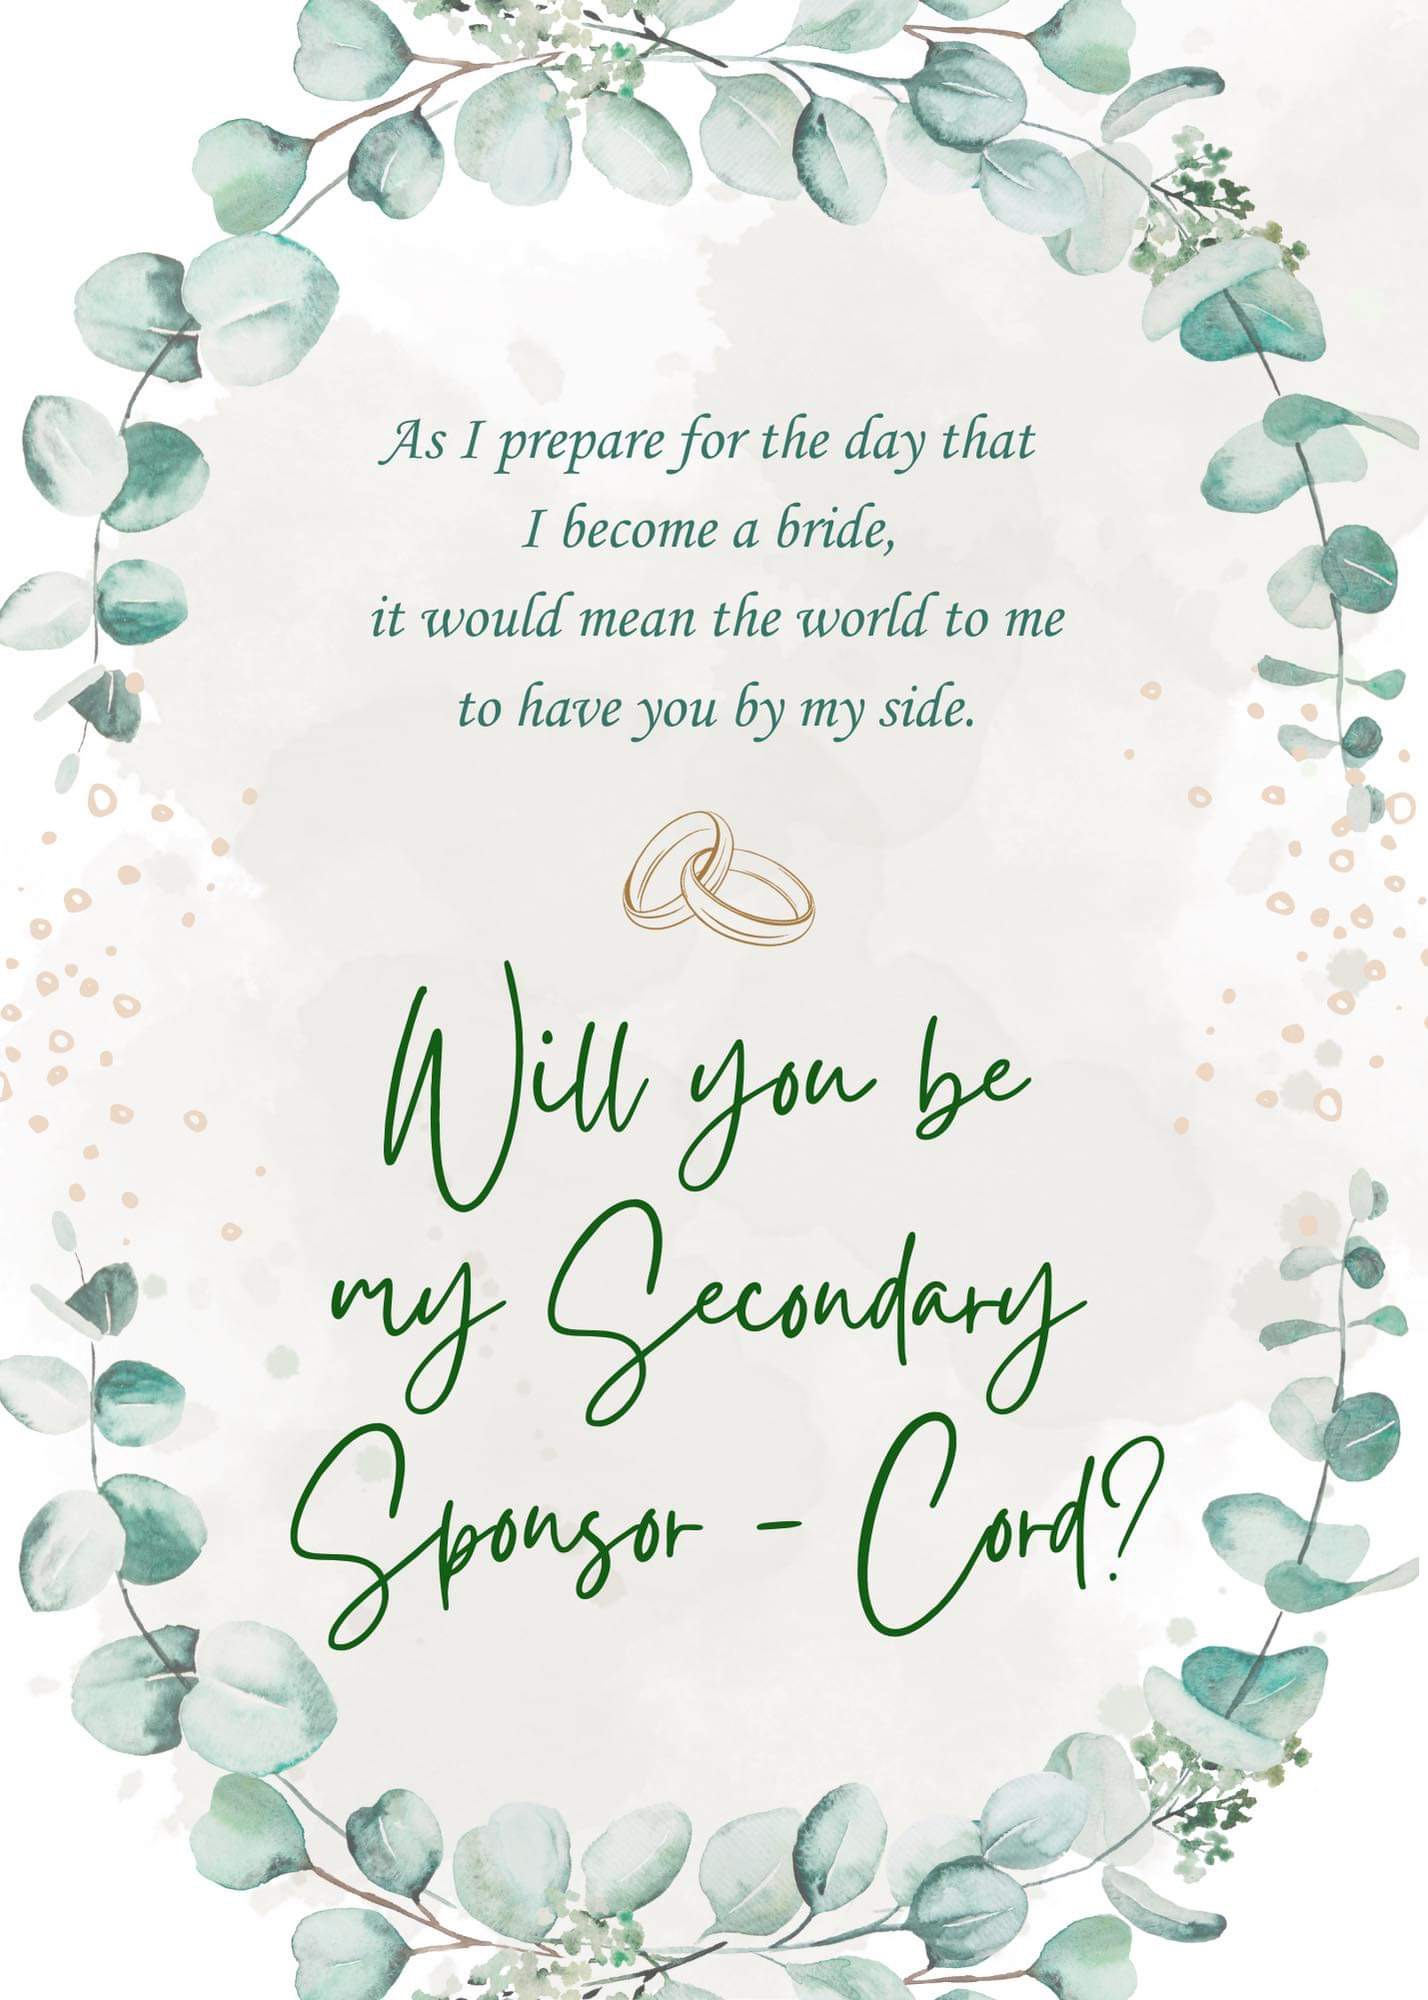 As I prepare for the day that
I become a bride,
it would mean the world to me
to have you by my side.
Will you be
my Secondary
Sponsor - Cord?